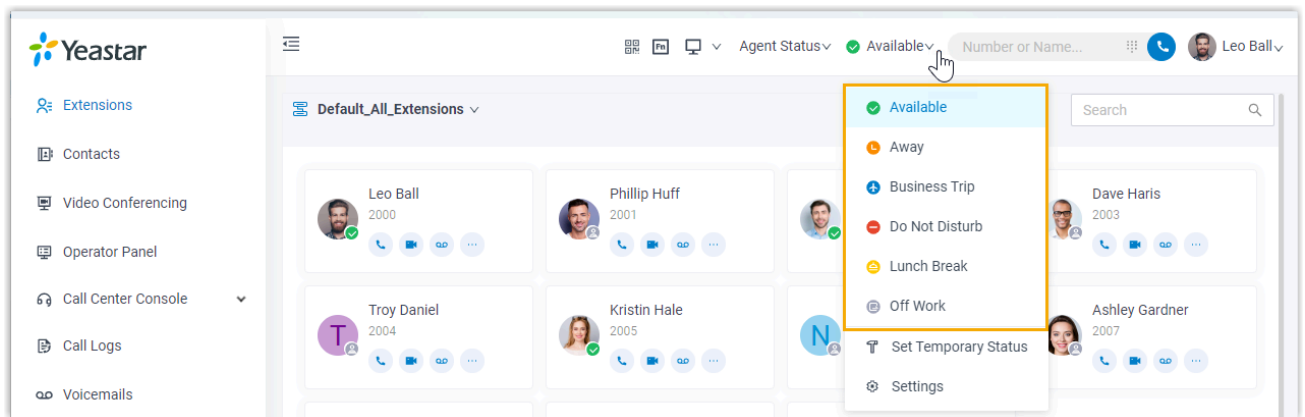 Yeastar
Fn
Agent Status
Available
Number or Name...
Leo Ball
Extensions
Contacts
Video Conferencing
Operator Panel
Call Center Console
Call Logs
Voicemails
Default_All_Extensions
Search
Available
Away
Business Trip
Do Not Disturb
Lunch Break
Off Work
Set Temporary Status
Settings
Leo Ball
2000
Phillip Huff
2001
Dave Haris
2003
T
Troy Daniel
2004
Kristin Hale
2005
N
Ashley Gardner
2007